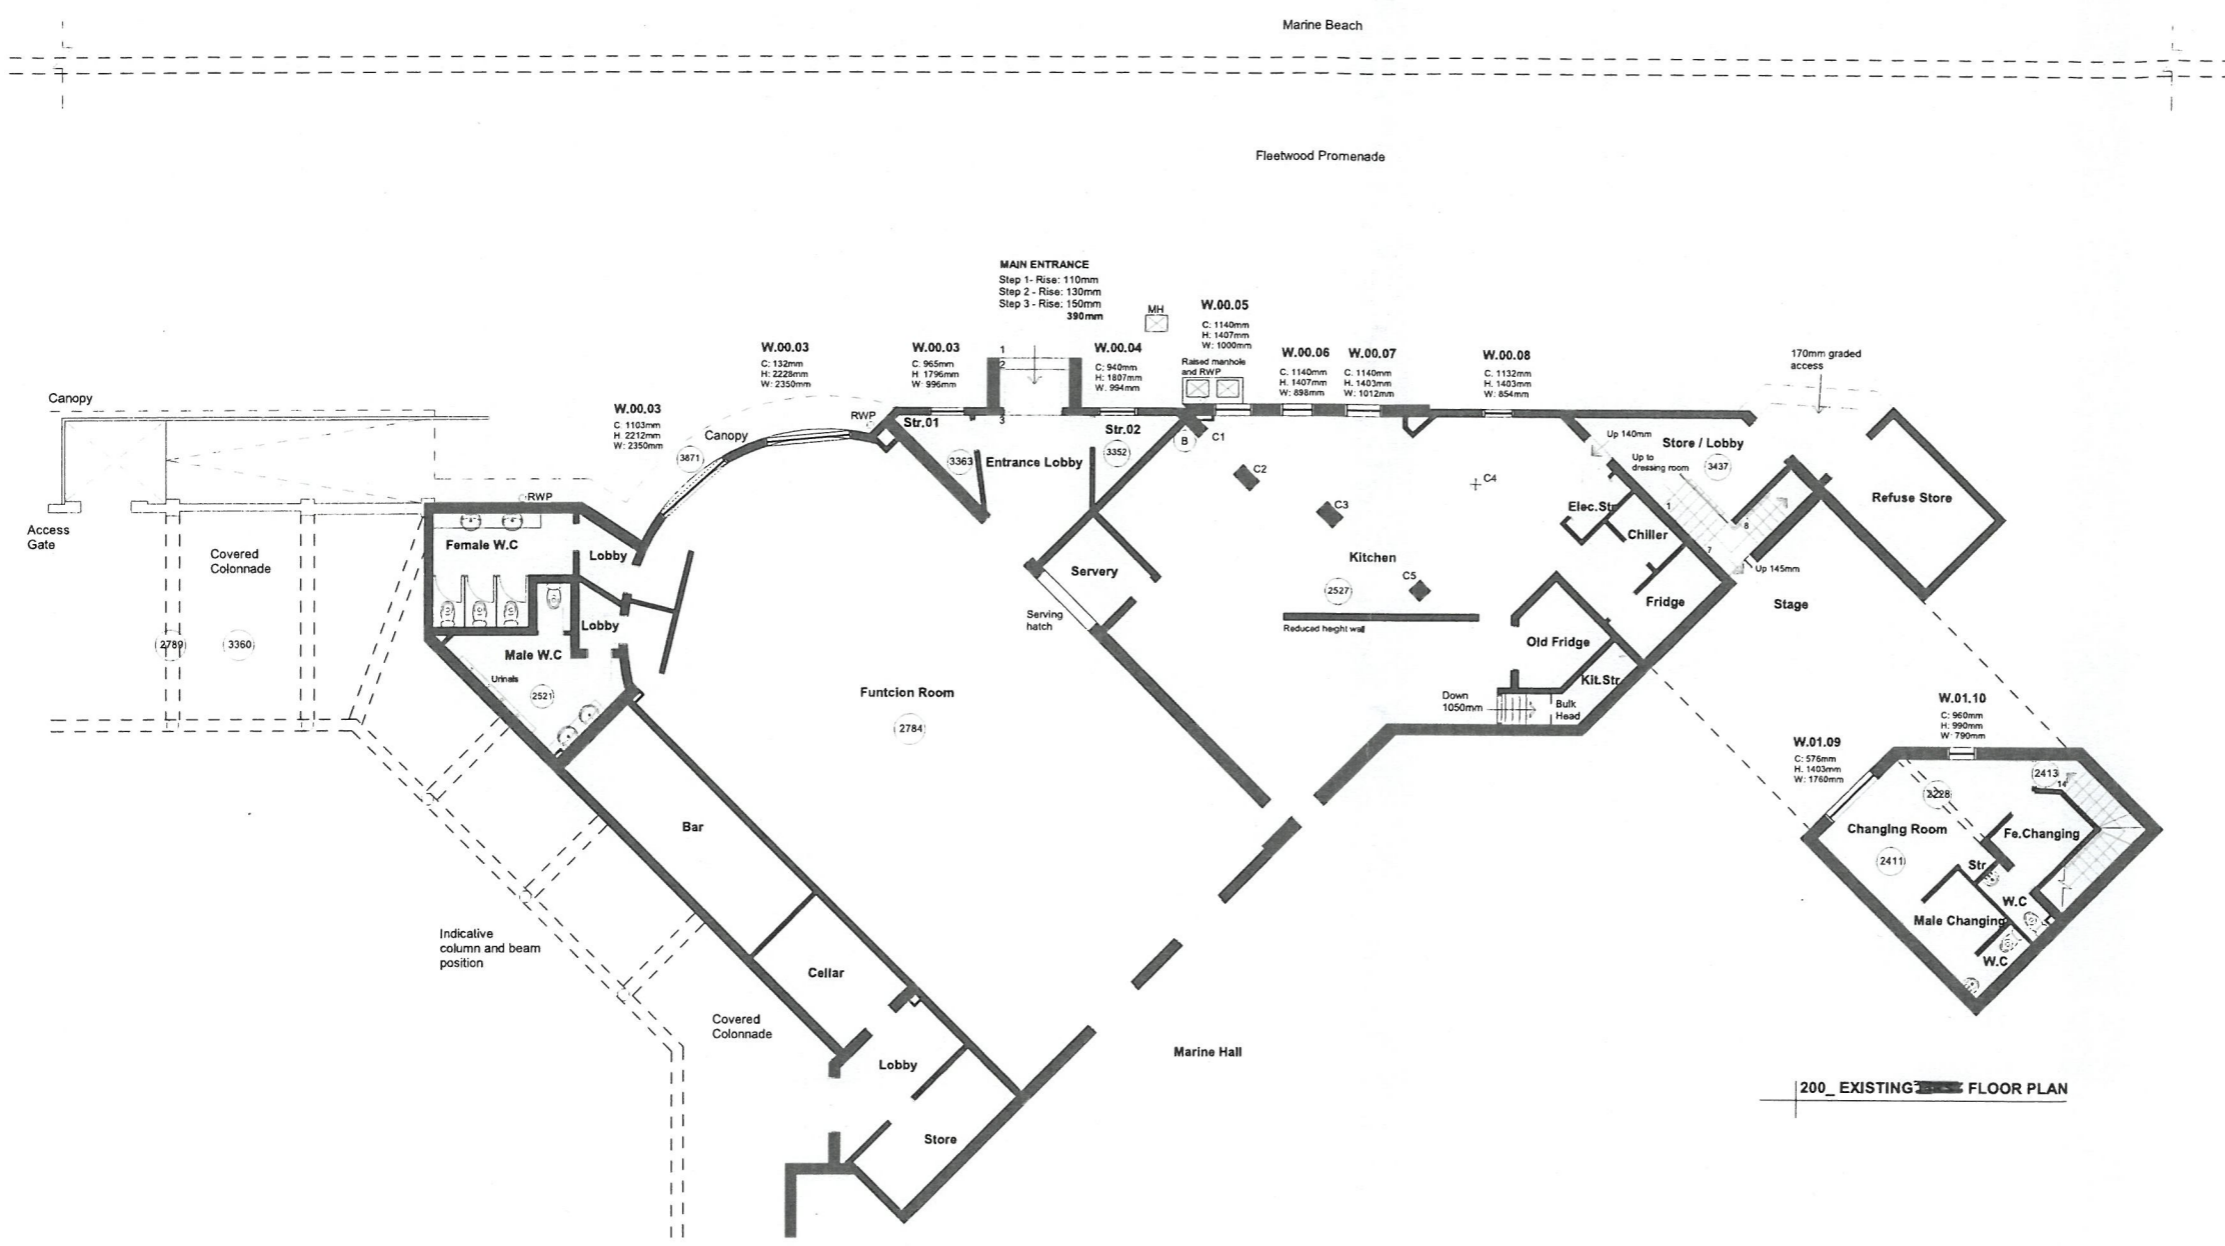 Marine Beach
Fleetwood Promenade
MAIN ENTRANCE
Step 1- Rise: 110mm
Step 2 - Rise: 130mm
Step 3 - Rise: 150mm
390mm
MH
W.00.05
C: 1140mm
H: 1407mm
W: 1000mm
Raised manhole
and RWP
W.00.03
C: 132mm
H: 2228mm
W: 2350mm
W.00.03
C: 965mm
H 1796mm
W: 996mm
1
2
3
W.00.04
C: 940mm
H: 1807mm
W. 994mm
W.00.06
C: 1140mm
H: 1407mm
W: 898mm
W.00.07
C: 1140mm
H: 1403mm
W: 1012mm
W.00.08
C: 1132mm
H: 1403mm
W: 854mm
170mm graded
access
Canopy
W.00.03
C 1103mm
H 2212mm
W: 2350mm
Canopy
3871
RWP
Str.01
3363
Entrance Lobby
Str.02
3352
B
C1
C2
C3
C4
C5
Up 140mm
Store / Lobby
3437
Up to
dressing room
1
7
8
Up 145mm
Refuse Store
Elec.Str
Chiller
Fridge
Stage
RWP
Access
Gate
Covered
Colonnade
2789
3360
Female W.C
Lobby
Lobby
Male W.C
Urinals
2521
Servery
Serving
hatch
Kitchen
2527
Reduced height wall
Old Fridge
Kit.Str
Down
1050mm
Bulk
Head
Funtcion Room
2784
W.01.10
C: 960mm
H: 990mm
W: 790mm
W.01.09
C: 576mm
H. 1403mm
W: 1760mm
2413
14
2228
Changing Room
2411
Fe.Changing
Str
W.C
Male Changing
W.C
Bar
Cellar
Indicative
column and beam
position
Covered
Colonnade
Lobby
Store
Marine Hall
200_ EXISTING FLOOR PLAN